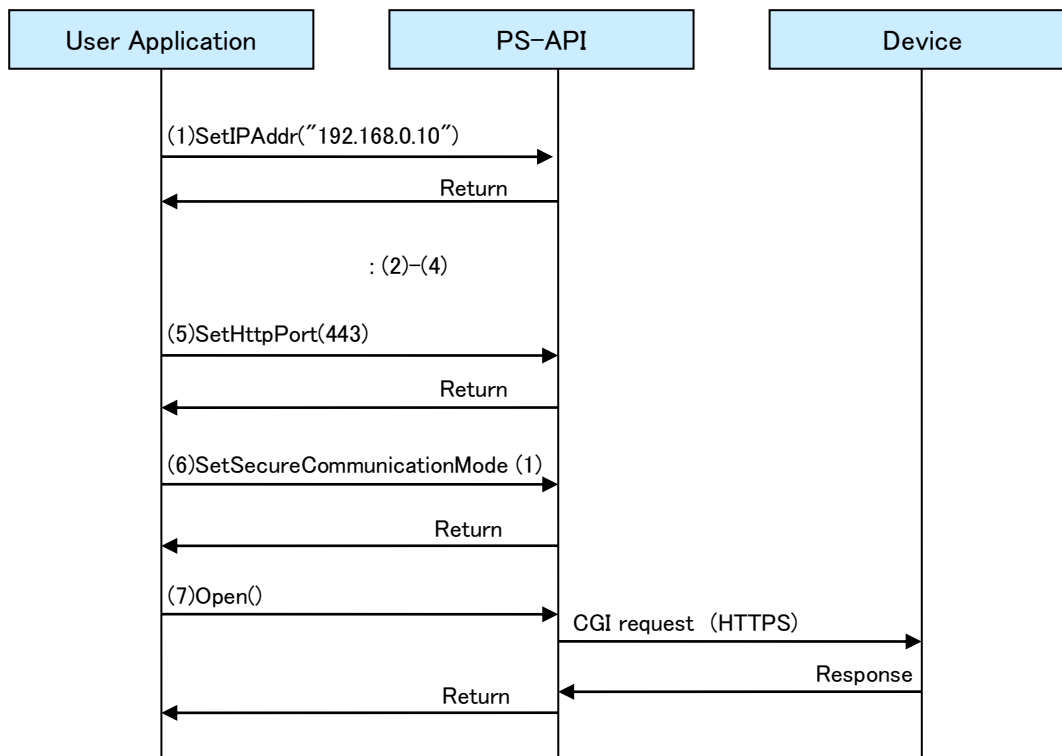 User Application
PS-API
Device
(1)SetIPAddr("192.168.0.10")
Return
: (2)-(4)
(5)SetHttpPort(443)
Return
(6)SetSecureCommunicationMode (1)
Return
(7)Open()
CGI request (HTTPS)
Response
Return